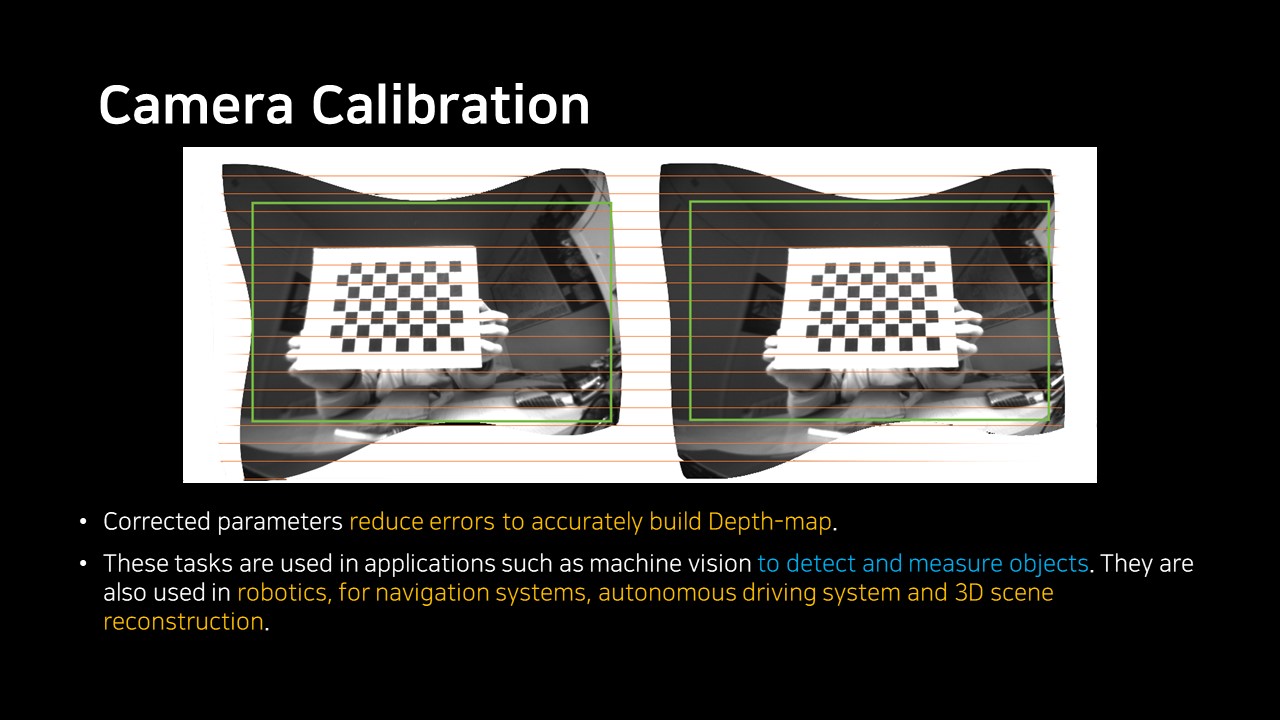 Camera Calibration
• Corrected parameters reduce errors to accurately build Depth-map.
• These tasks are used in applications such as machine vision to detect and measure objects. They are
also used in robotics, for navigation systems, autonomous driving system and 3D scene
reconstruction.